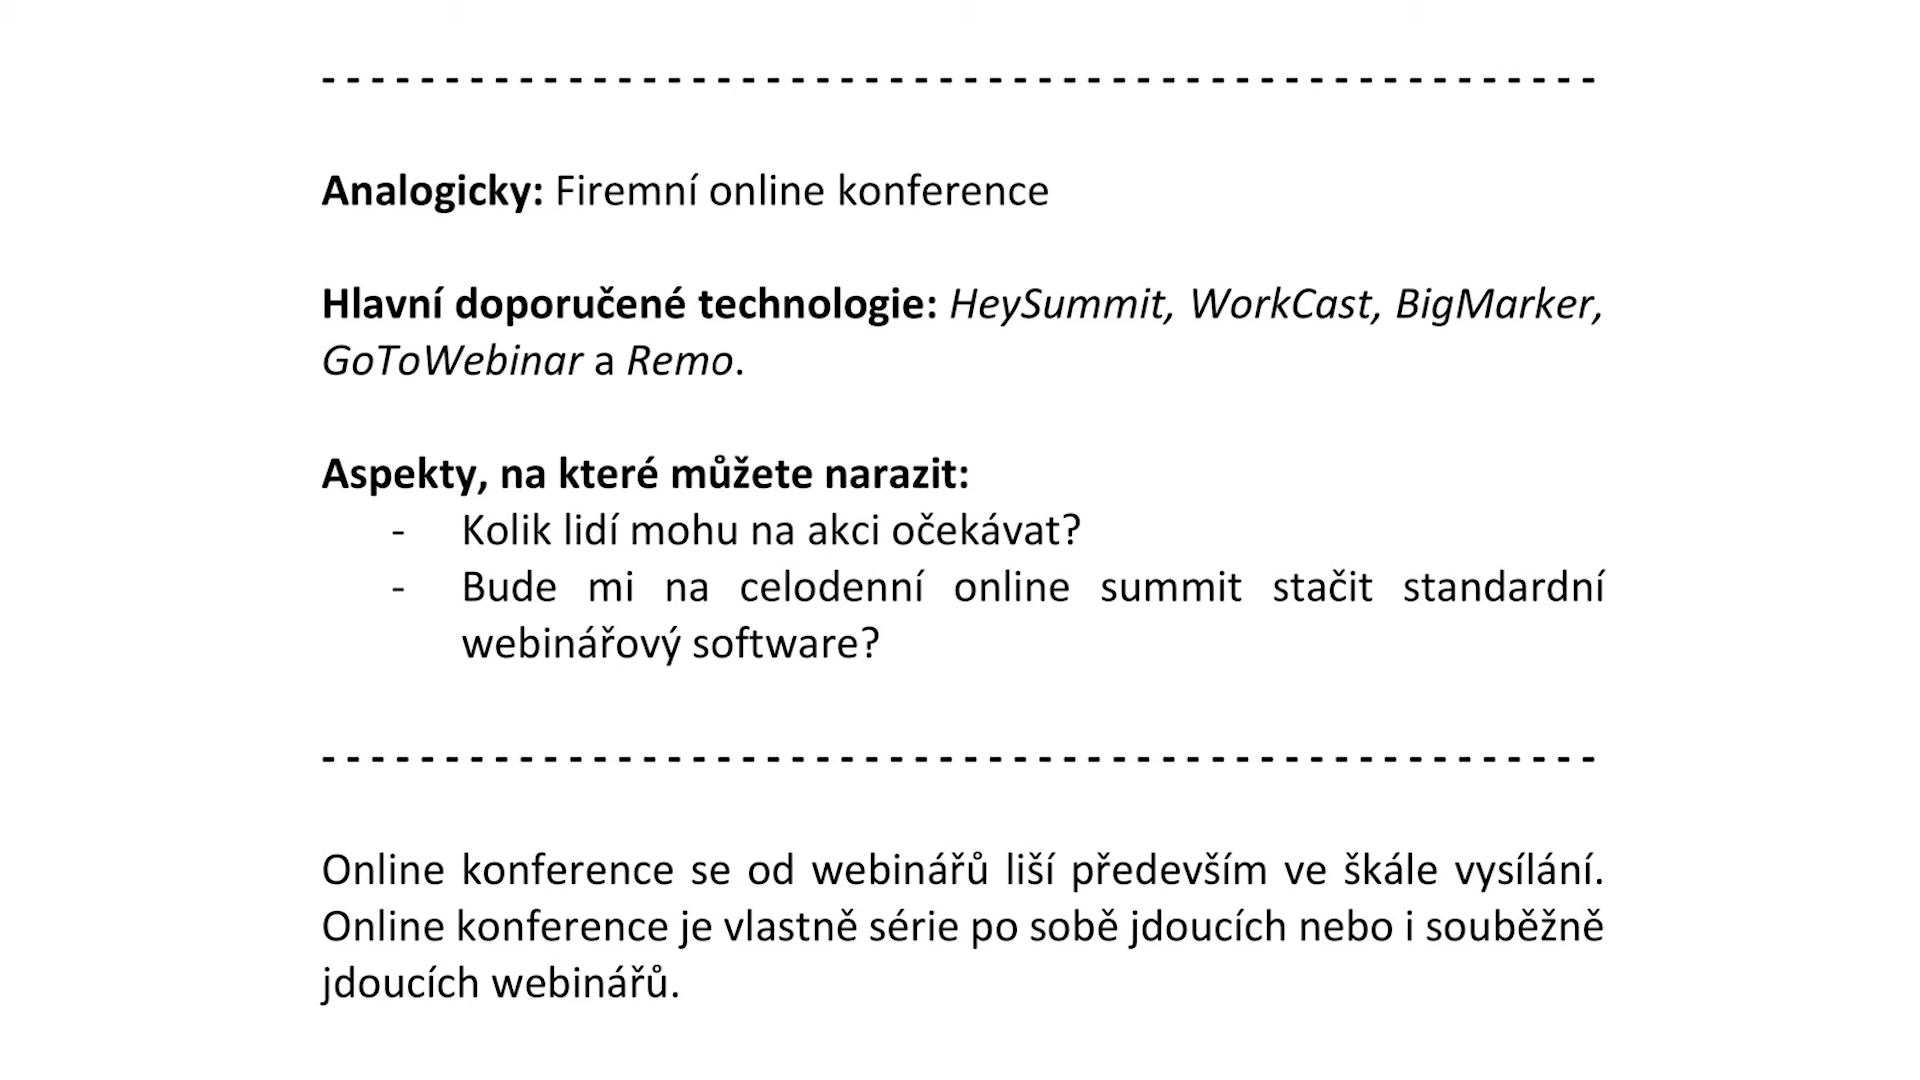 - - - - - - - - - - - - - - - - - - - - - - - - - - - - - - - - - - - - - - - - - - - - - - - - - - - -
Analogicky: Firemní online konference
Hlavní doporučené technologie: HeySummit, WorkCast, BigMarker,
GoToWebinar a Remo.
Aspekty, na které můžete narazit:
- Kolik lidí mohu na akci očekávat?
- Bude mi na celodenní online summit stačit standardní
webinářový software?
- - - - - - - - - - - - - - - - - - - - - - - - - - - - - - - - - - - - - - - - - - - - - - - - - - - -
Online konference se od webinářů liší především ve škále vysílání.
Online konference je vlastně série po sobě jdoucích nebo i souběžně
jdoucích webinářů.